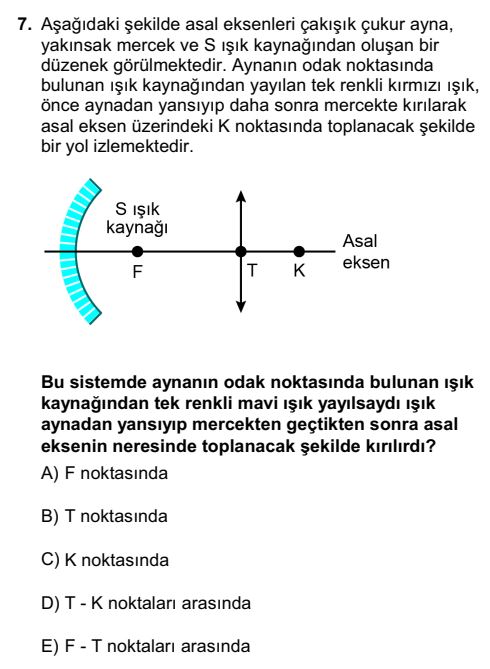 7. Aşağıdaki şekilde asal eksenleri çakışık çukur ayna,
yakınsak mercek ve S ışık kaynağından oluşan bir
düzenek görülmektedir. Aynanın odak noktasında
bulunan ışık kaynağından yayılan tek renkli kırmızı ışık,
önce aynadan yansıyıp daha sonra mercekte kırılarak
asal eksen üzerindeki K noktasında toplanacak şekilde
bir yol izlemektedir.
S ışık
kaynağı
F
T
K
Asal
eksen
Bu sistemde aynanın odak noktasında bulunan ışık
kaynağından tek renkli mavi ışık yayılsaydı ışık
aynadan yansıyıp mercekten geçtikten sonra asal
eksenin neresinde toplanacak şekilde kırılırdı?
A) F noktasında
B) T noktasında
C) K noktasında
D) T - K noktaları arasında
E) F - T noktaları arasında